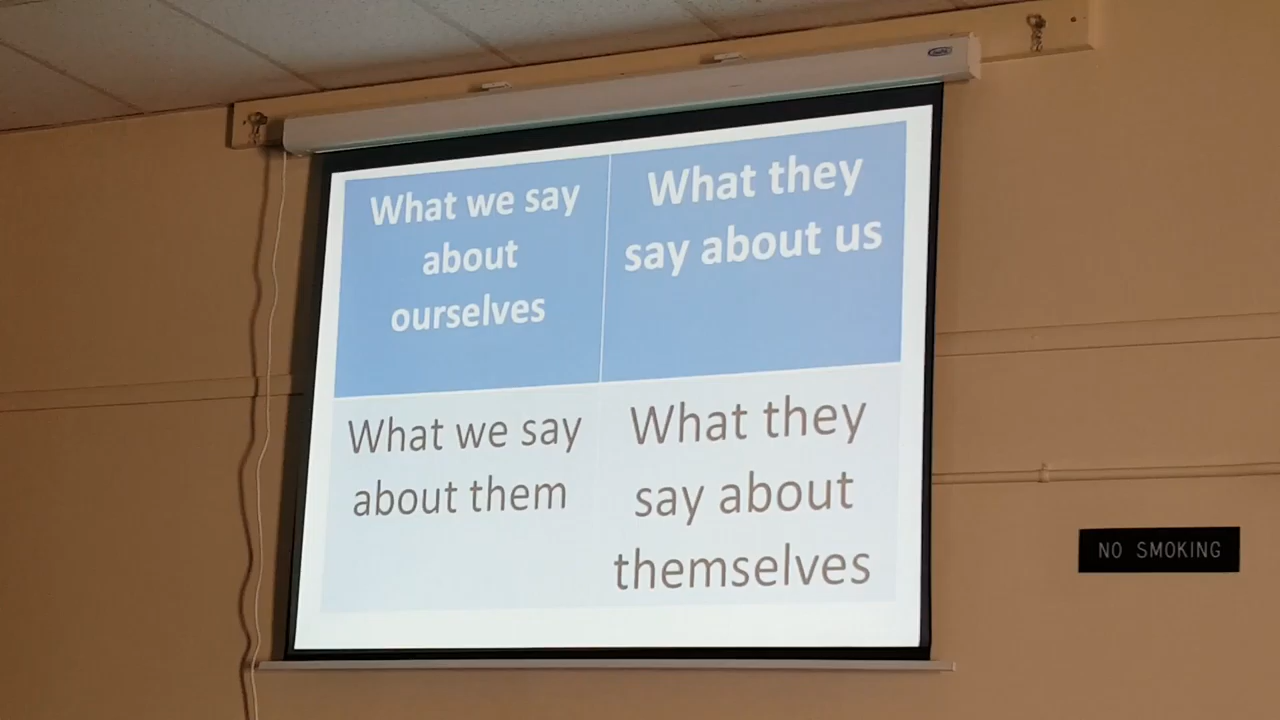 What we say
about
ourselves
What they
say about us
What we say
about them
What they
say about
themselves
NO SMOKING